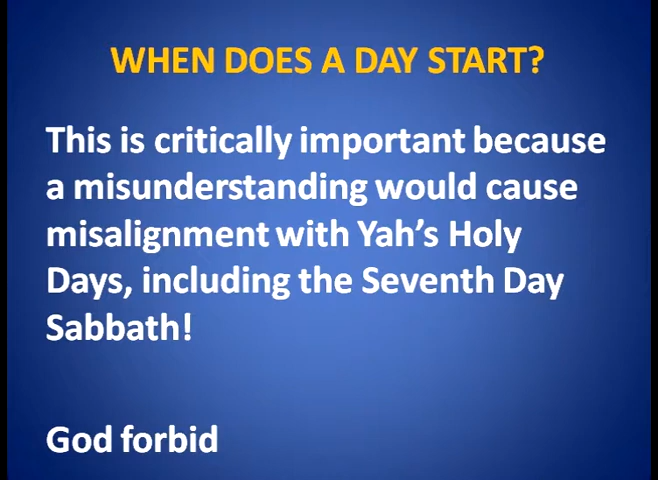 WHEN DOES A DAY START?
This is critically important because
a misunderstanding would cause
misalignment with Yah’s Holy
Days, including the Seventh Day
Sabbath!
God forbid